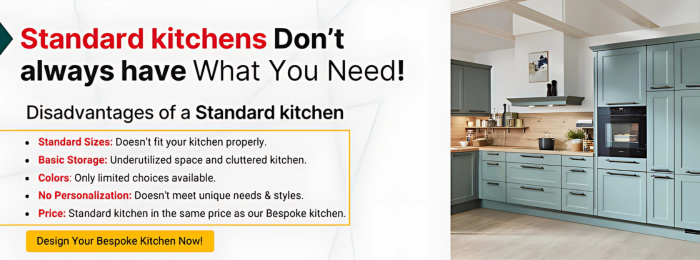 Standard kitchens Don't
always have What You Need!
Disadvantages of a Standard kitchen
• Standard Sizes: Doesn't fit your kitchen properly.
• Basic Storage: Underutilized space and cluttered kitchen.
• Colors: Only limited choices available.
• No Personalization: Doesn't meet unique needs & styles.
• Price: Standard kitchen in the same price as our Bespoke kitchen.
Design Your Bespoke Kitchen Now!